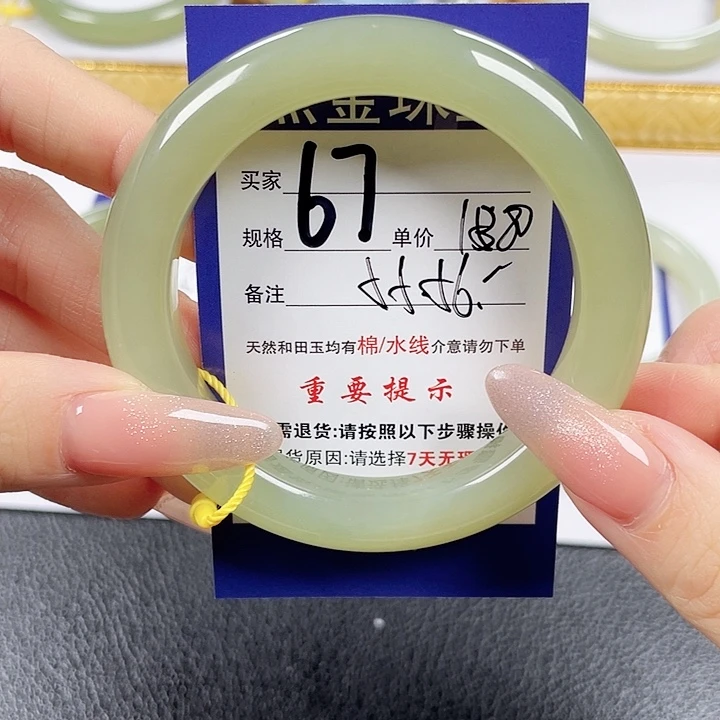 金珠
买家
规格 67 单价 188
备注
天然和田玉均有棉/水线介意请勿下单
重要提示
需退货:请按照以下步骤操作
货原因:请选择7天无理